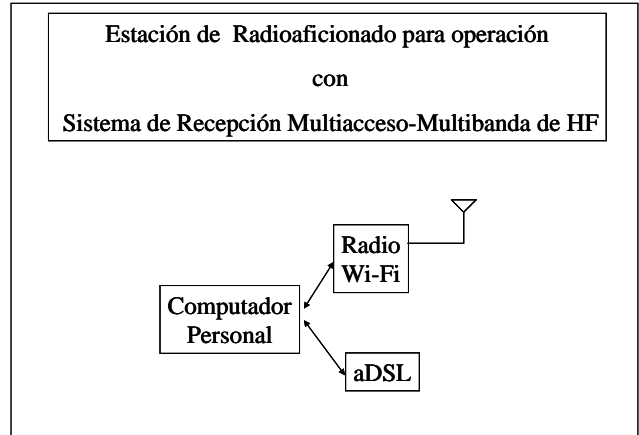 Estación de Radioaficionado para operación
con
Sistema de Recepción Multiacceso-Multibanda de HF
Radio
Wi-Fi
Computador
Personal
aDSL